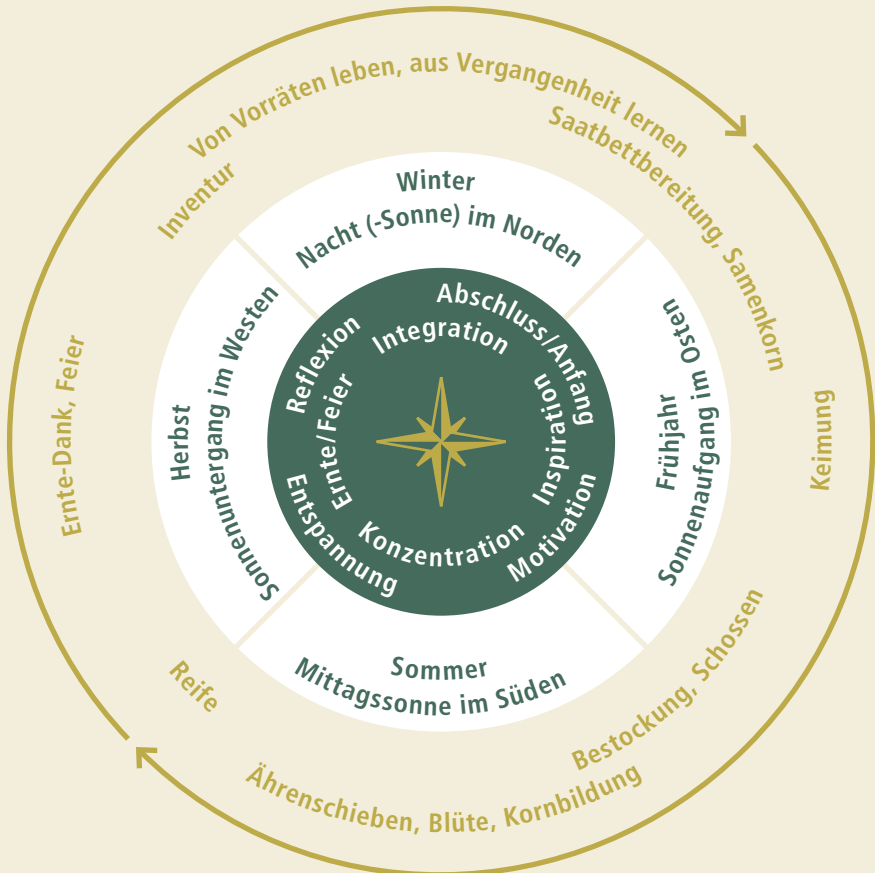 Von Vorräten leben, aus Vergangenheit lernen
Saatbettbereitung, Samenkorn
Keimung
Bestockung, Schossen
Ährenschieben, Blüte, Kornbildung
Reife
Ernte-Dank, Feier
Inventur
Winter
Nacht (-Sonne) im Norden
Frühjahr
Sonnenaufgang im Osten
Sommer
Mittagssonne im Süden
Herbst
Sonnenuntergang im Westen
Abschluss/Anfang
Integration
Inspiration
Motivation
Konzentration
Entspannung
Ernte/Feier
Reflexion